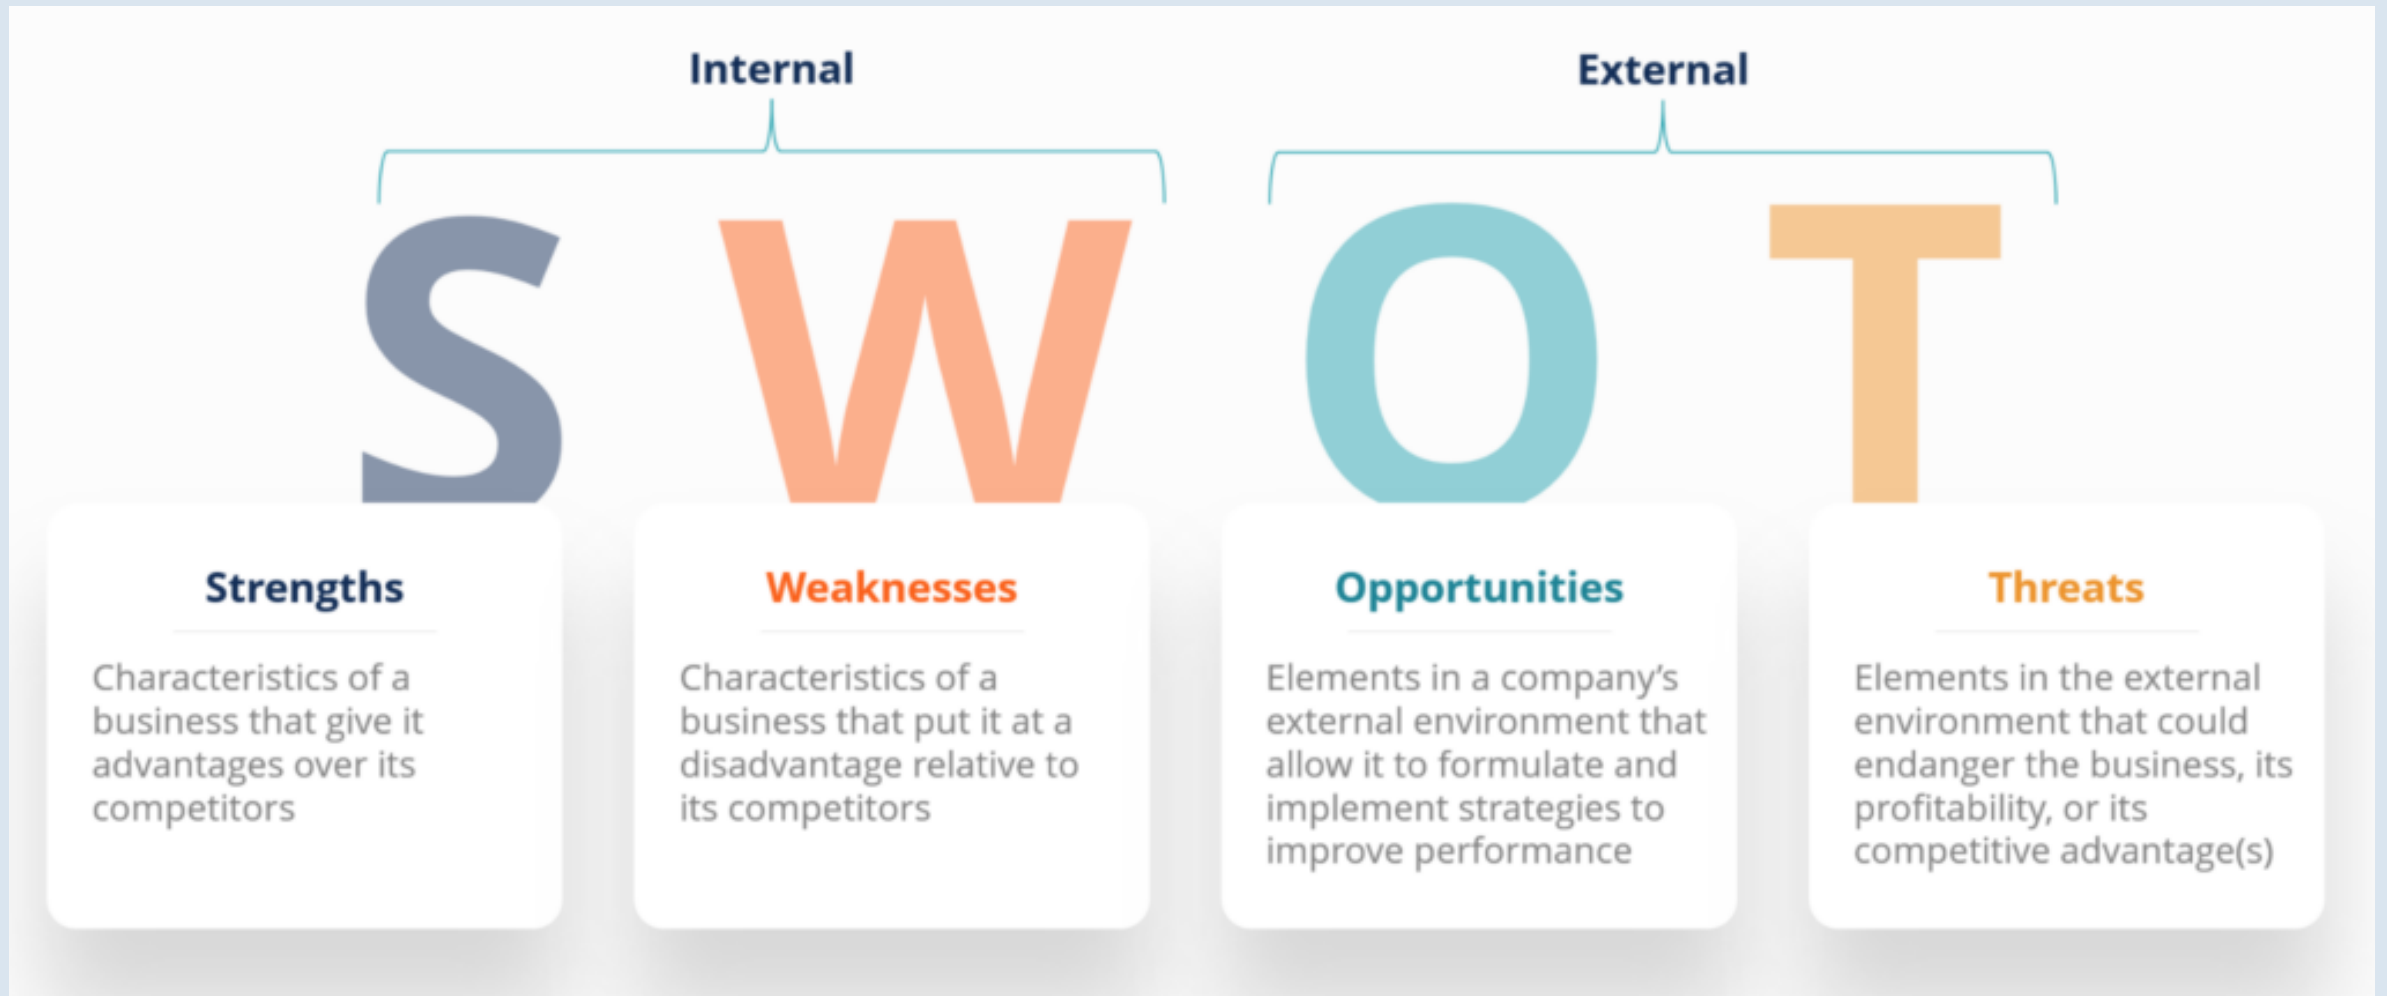 Internal
External
S W O T
Strengths
Characteristics of a
business that give it
advantages over its
competitors
Weaknesses
Characteristics of a
business that put it at a
disadvantage relative to
its competitors
Opportunities
Elements in a company’s
external environment that
allow it to formulate and
implement strategies to
improve performance
Threats
Elements in the external
environment that could
endanger the business, its
profitability, or its
competitive advantage(s)